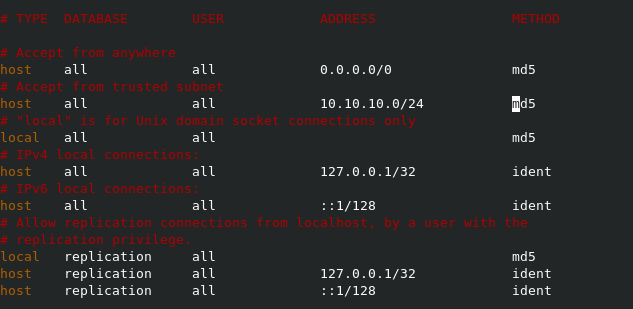 # TYPE  DATABASE        USER            ADDRESS                 METHOD
# Accept from anywhere
host    all             all             0.0.0.0/0               md5
# Accept from trusted subnet
host    all             all             10.10.10.0/24           md5
# "local" is for Unix domain socket connections only
local   all             all                                     md5
# IPv4 local connections:
host    all             all             127.0.0.1/32            ident
# IPv6 local connections:
host    all             all             ::1/128                 ident
# Allow replication connections from localhost, by a user with the
# replication privilege.
local   replication     all                                     md5
host    replication     all             127.0.0.1/32            ident
host    replication     all             ::1/128                 ident